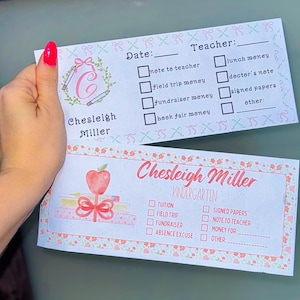 Date: Teacher:
note to teacher
lunch money
field trip money
doctor's note
fundraiser money
signed papers
book fair money
other:
C
Chesleigh
Miller
Chesleigh Miller
KINDERGARTEN
TUITION
SIGNED PAPERS
FIELD TRIP
NOTE TO TEACHER
FUNDRAISER
MONEY FOR
ABSENCE EXCUSE
OTHER